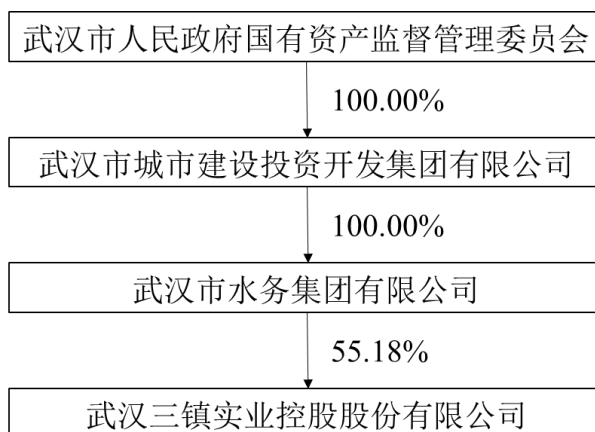 武汉市人民政府国有资产监督管理委员会
100.00%
武汉市城市建设投资开发集团有限公司
100.00%
武汉市水务集团有限公司
55.18%
武汉三镇实业控股股份有限公司